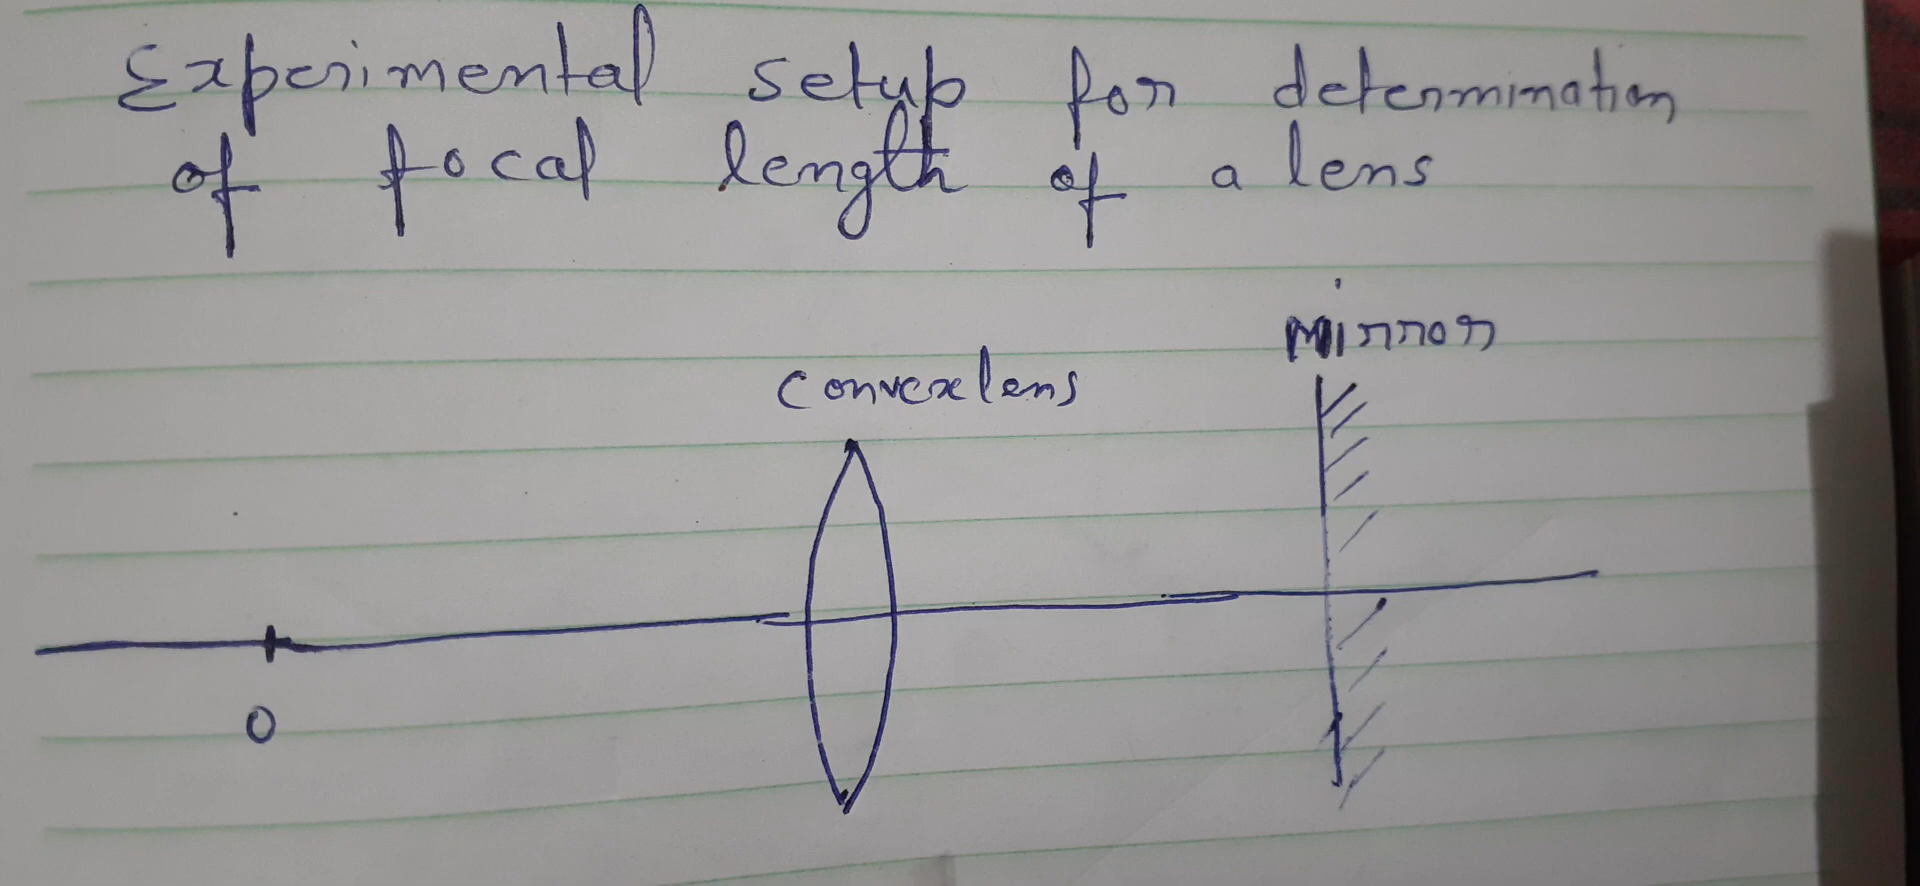 Experimental setup for determination
of focal length of a lens
Mirror
Convex lens
O